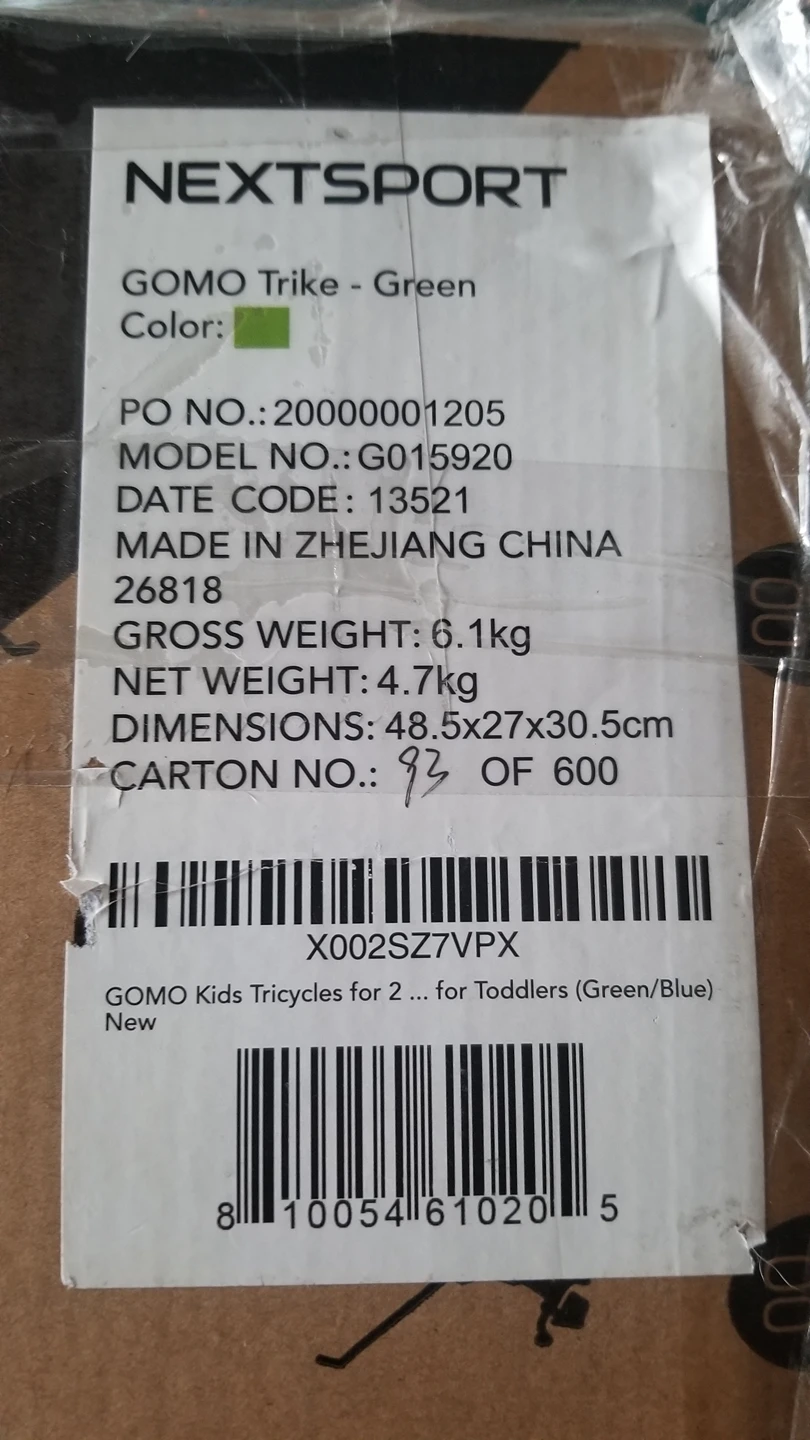 NEXTSPORT
GOMO Trike - Green
Color:
PO NO.: 20000001205
MODEL NO.: G015920
DATE CODE: 13521
MADE IN ZHEJIANG CHINA
26818
GROSS WEIGHT: 6.1kg
NET WEIGHT: 4.7kg
DIMENSIONS: 48.5x27x30.5cm
CARTON NO.: 93 OF 600
X002SZ7VPX
GOMO Kids Tricycles for 2 ... for Toddlers (Green/Blue)
New
8 10054 61020 5